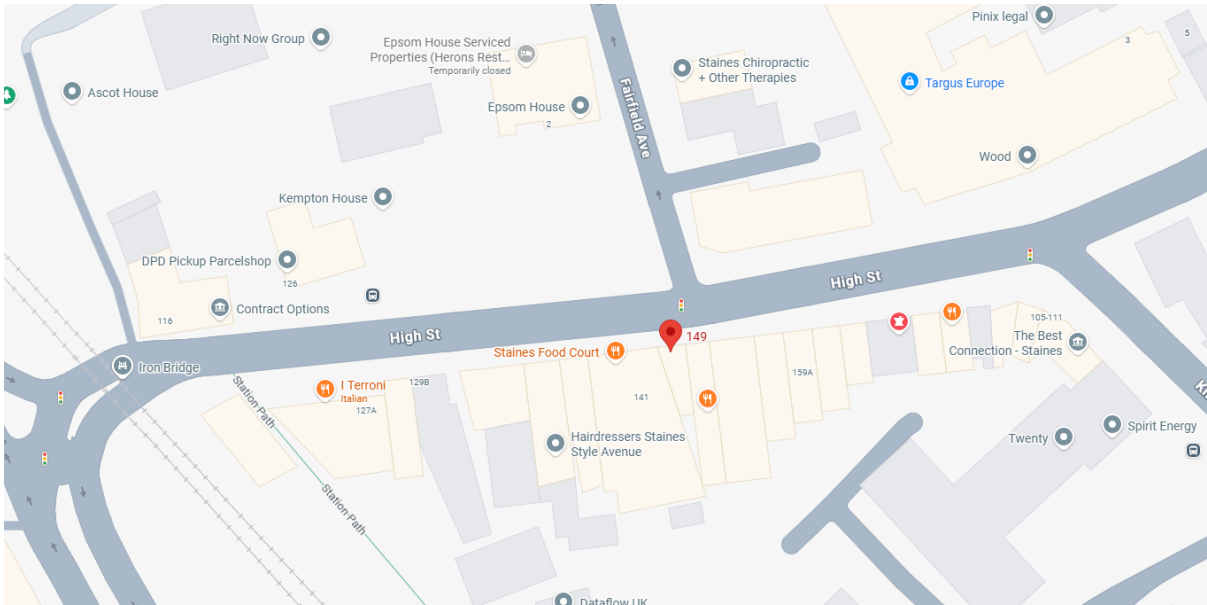 Pinix legal
3
5
Right Now Group
Epsom House Serviced
Properties (Herons Rest...
Temporarily closed
Staines Chiropractic
+ Other Therapies
Targus Europe
Ascot House
Epsom House
2
Fairfield Ave
Wood
Kempton House
DPD Pickup Parcelshop
126
High St
Contract Options
116
High St
149
105-111
The Best
Connection - Staines
Staines Food Court
Iron Bridge
159A
Station Path
I Terroni
Italian
129B
127A
141
Hairdressers Staines
Style Avenue
Spirit Energy
Twenty
Station Path
Dataflow UK